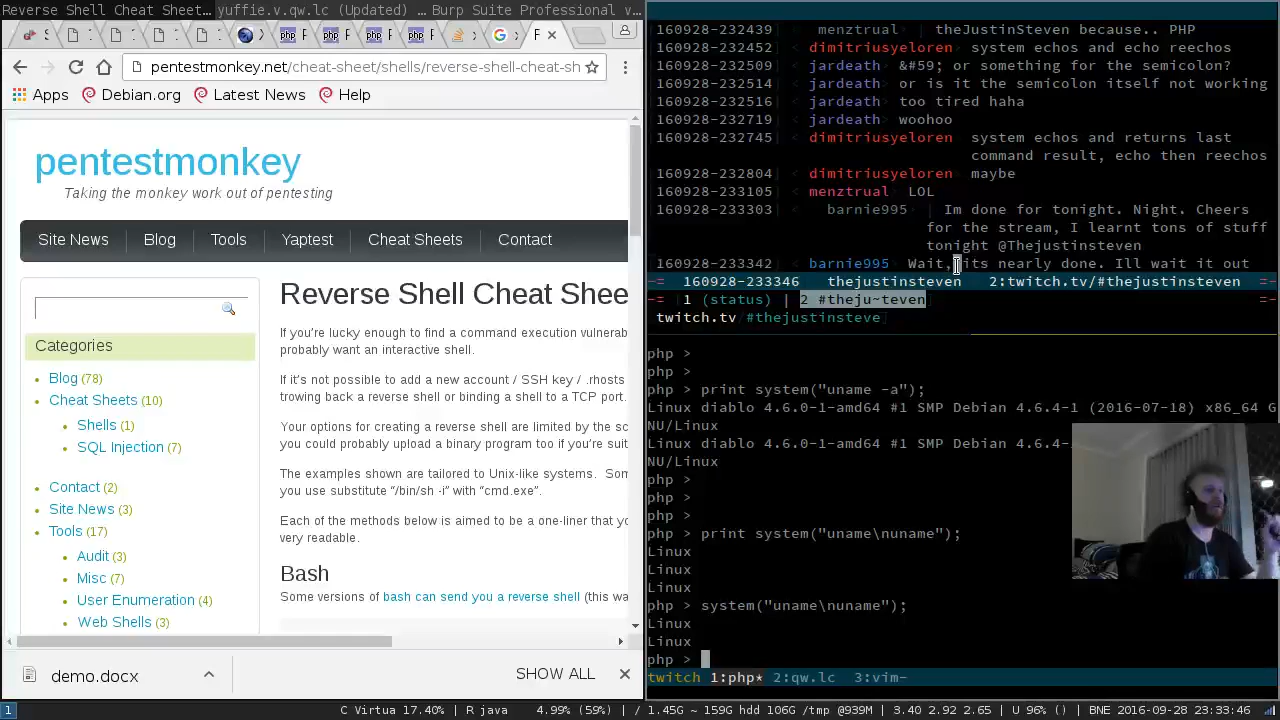 Reverse Shell Cheat Sheet… yuffie.v.qw.lc (Updated) … Burp Suite Professional v…
pentestmonkey.net/cheat-sheet/shells/reverse-shell-cheat-sh
Apps Debian.org Latest News Help
pentestmonkey
Taking the monkey work out of pentesting
Site News Blog Tools Yaptest Cheat Sheets Contact
Categories
Blog (78)
Cheat Sheets (10)
Shells (1)
SQL Injection (7)
Contact (2)
Site News (3)
Tools (17)
Audit (3)
Misc (7)
User Enumeration (4)
Web Shells (3)
Reverse Shell Cheat Shee
If you're lucky enough to find a command execution vulnerab
probably want an interactive shell.
If it's not possible to add a new account / SSH key / .rhosts
trowing back a reverse shell or binding a shell to a TCP port.
Your options for creating a reverse shell are limited by the sc
you could probably upload a binary program too if you're suit
The examples shown are tailored to Unix-like systems. Som
you use substitute "/bin/sh -i" with "cmd.exe".
Each of the methods below is aimed to be a one-liner that yo
very readable.
Bash
Some versions of bash can send you a reverse shell (this wa
demo.docx
SHOW ALL
160928-232439 < menztrual | theJustinSteven because.. PHP
160928-232452 < dimitriusyeloren system echos and echo reechos
160928-232509 < jardeath &#59; or something for the semicolon?
160928-232514 < jardeath or is it the semicolon itself not working
160928-232516 < jardeath too tired haha
160928-232719 < jardeath woohoo
160928-232745 < dimitriusyeloren system echos and returns last
command result, echo then reechos
160928-232804 < dimitriusyeloren maybe
160928-233105 < menztrual LOL
160928-233303 < barnie995 | Im done for tonight. Night. Cheers
for the stream, I learnt tons of stuff
tonight @Thejustinsteven
160928-233342 < barnie995 Wait, its nearly done. Ill wait it out
160928-233346 thejustinsteven 2:twitch.tv/#thejustinsteven
1 (status) | 2 #theju~teven
twitch.tv/#thejustinsteve
php >
php >
php > print system("uname -a");
Linux diablo 4.6.0-1-amd64 #1 SMP Debian 4.6.4-1 (2016-07-18) x86_64 G
NU/Linux
Linux diablo 4.6.0-1-amd64 #1 SMP Debian 4.6.4-
NU/Linux
php >
php >
php >
php > print system("uname\nuname");
Linux
Linux
Linux
php > system("uname\nuname");
Linux
Linux
php >
twitch 1:php* 2:qw.lc 3:vim-
1 C Virtua 17.40% | R java 4.99% (59%) | / 1.45G ~ 159G hdd 106G /tmp @939M | 3.40 2.92 2.65 | U 96% () | BNE 2016-09-28 23:33:46